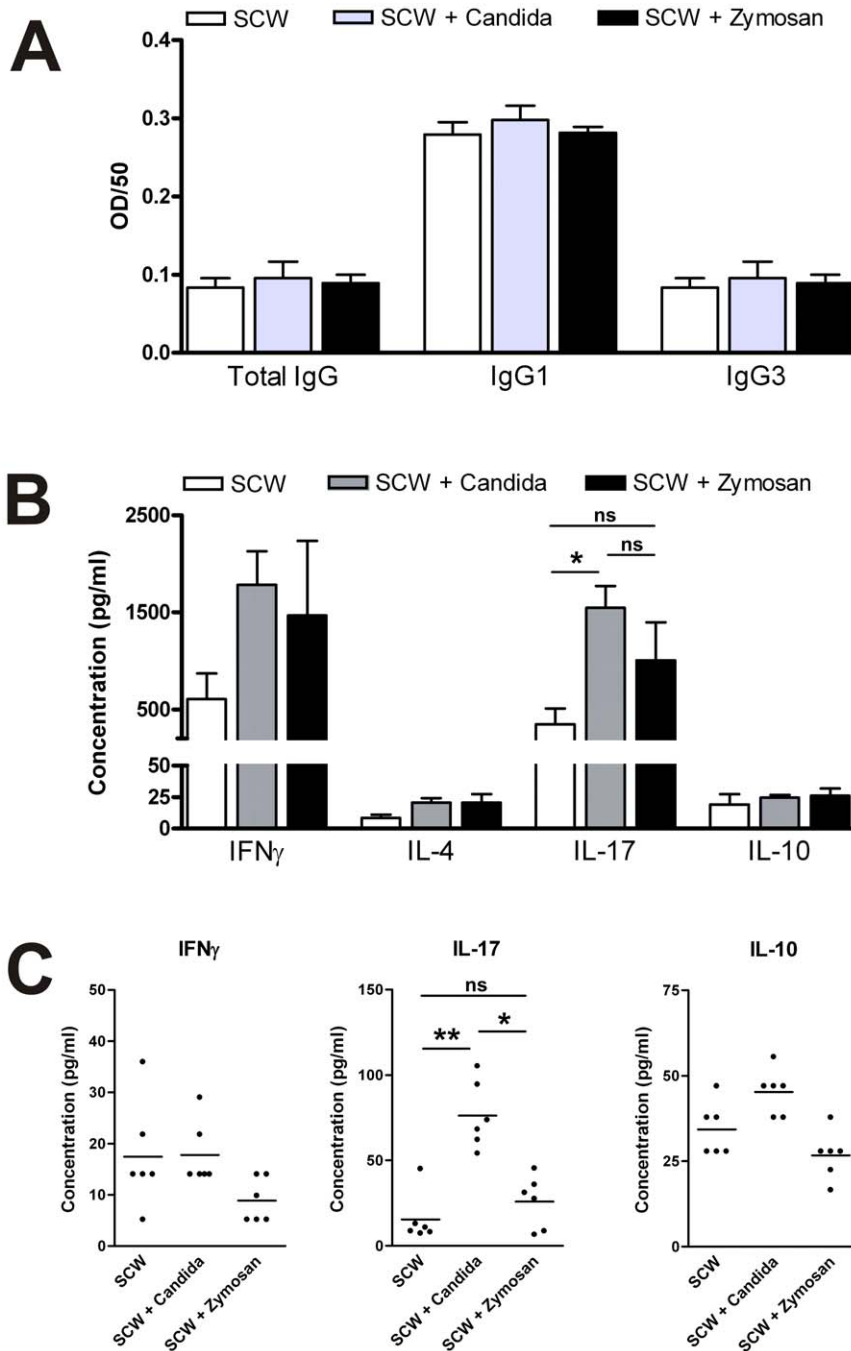 A
SCW SCW + Candida SCW + Zymosan
OD/50
0.4
0.3
0.2
0.1
0.0
Total IgG IgG1 IgG3
B
SCW SCW + Candida SCW + Zymosan
Concentration (pg/ml)
2500
1500
500
50
25
0
ns
* ns
IFNγ IL-4 IL-17 IL-10
C
IFNγ
Concentration (pg/ml)
50
40
30
20
10
0
SCW
SCW + Candida
SCW + Zymosan
IL-17
Concentration (pg/ml)
150
100
50
0
ns
** *
SCW
SCW + Candida
SCW + Zymosan
IL-10
Concentration (pg/ml)
75
50
25
0
SCW
SCW + Candida
SCW + Zymosan